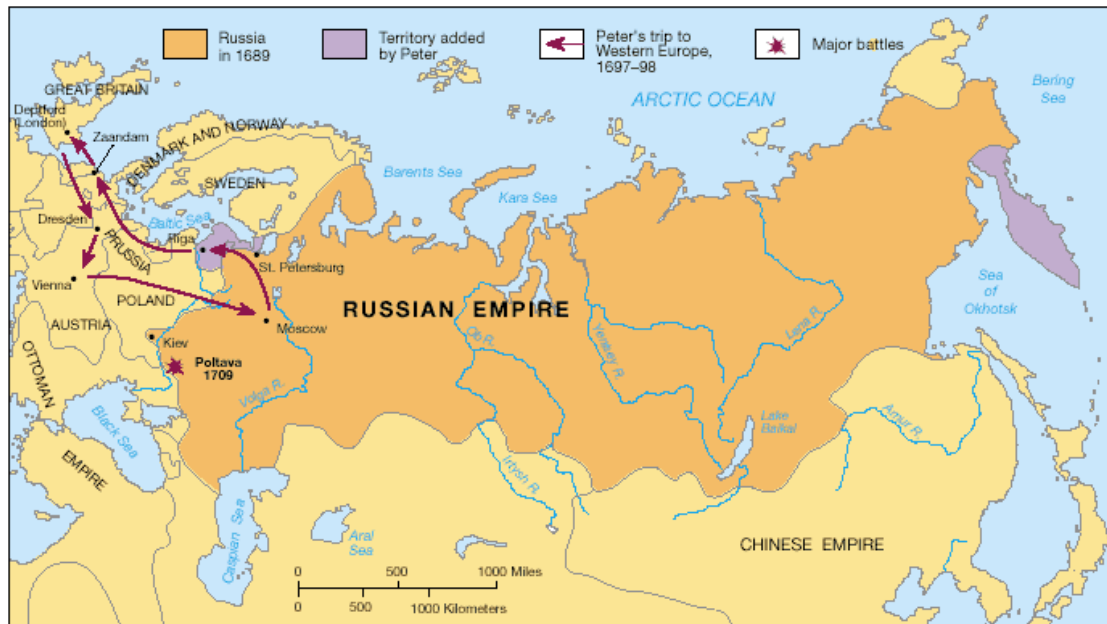 Russia
in 1689
Territory added
by Peter
Peter's trip to
Western Europe,
1697–98
Major battles
ARCTIC OCEAN
Bering
Sea
GREAT BRITAIN
Deptford
(London)
Zaandam
DENMARK AND NORWAY
SWEDEN
Barents Sea
Kara Sea
Baltic Sea
Dresden
Riga
PRUSSIA
St. Petersburg
Vienna
POLAND
Moscow
RUSSIAN EMPIRE
AUSTRIA
Kiev
Poltava
1709
OTTOMAN
EMPIRE
Volga R.
Ob R.
Yenisey R.
Lena R.
Sea
of
Okhotsk
Black Sea
Caspian Sea
Aral
Sea
Irtysh R.
Lake
Baikal
Amur R.
CHINESE EMPIRE
0 500 1000 Miles
0 500 1000 Kilometers